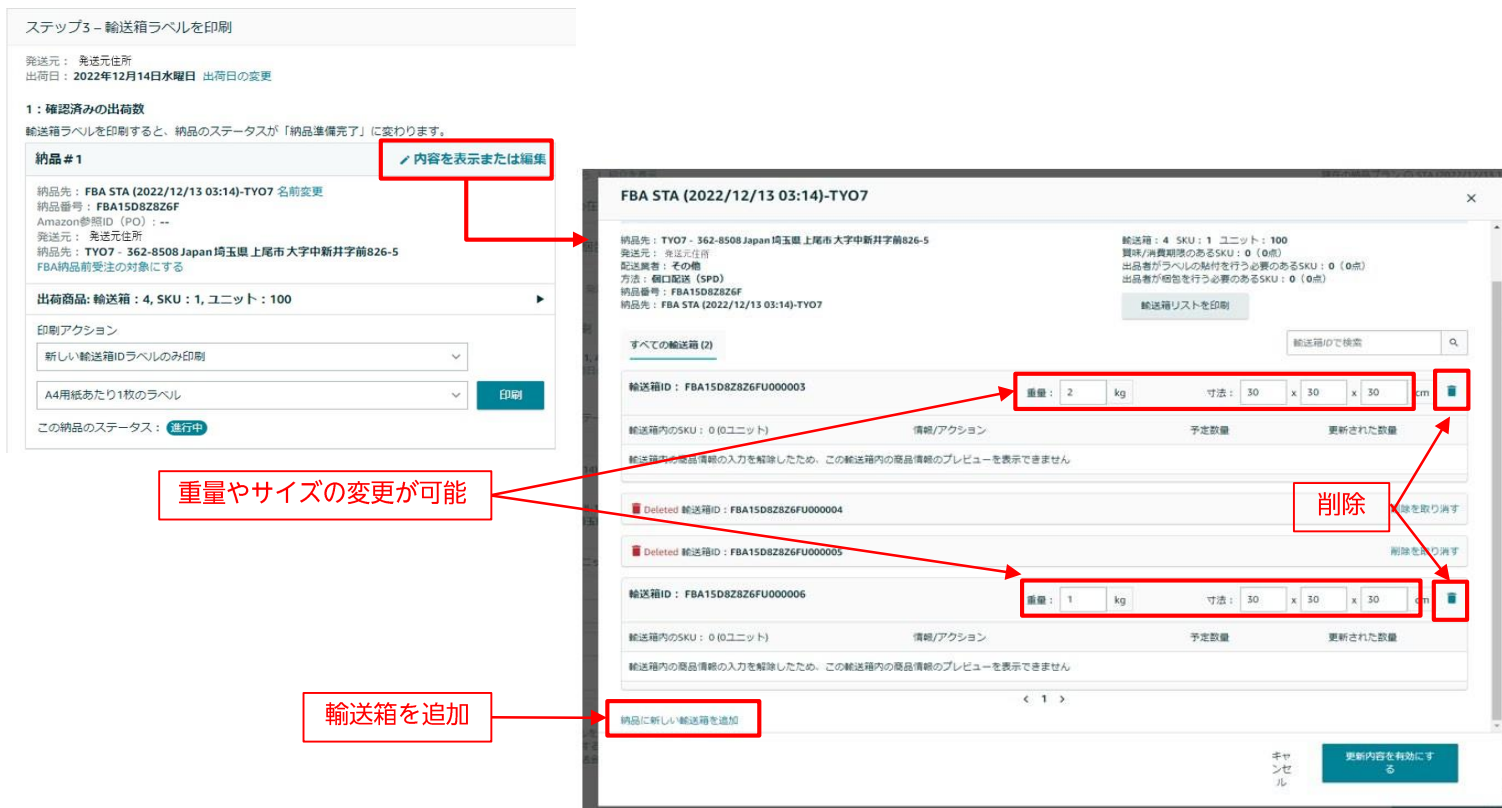 ステップ3 – 輸送箱ラベルを印刷
発送元： 発送元住所
出荷日：2022年12月14日水曜日 出荷日の変更
1：確認済みの出荷数
輸送箱ラベルを印刷すると、納品のステータスが「納品準備完了」に変わります。
納品 # 1
内容を表示または編集
納品先： FBA STA (2022/12/13 03:14)-TYO7 名前変更
納品番号： FBA15D8Z8Z6F
Amazon参照ID（PO）：--
発送元： 発送元住所
納品先： TYO7 - 362-8508 Japan 埼玉県 上尾市 大字中新井字前826-5
FBA納品前受注の対象にする
出荷商品: 輸送箱：4, SKU：1, ユニット：100
印刷アクション
新しい輸送箱IDラベルのみ印刷
A4用紙あたり1枚のラベル
印刷
この納品のステータス： 進行中
重量やサイズの変更が可能
輸送箱を追加
FBA STA (2022/12/13 03:14)-TYO7
×
納品先：TYO7 - 362-8508 Japan 埼玉県 上尾市 大字中新井字前826-5
発送元： 発送元住所
配送業者：その他
方法：個口配送（SPD）
納品番号：FBA15D8Z8Z6F
納品先：FBA STA (2022/12/13 03:14)-TYO7
輸送箱：4 SKU：1 ユニット：100
賞味/消費期限のあるSKU：0（0点）
出品者がラベルの貼付を行う必要のあるSKU：0（0点）
出品者が梱包を行う必要のあるSKU：0（0点）
輸送箱リストを印刷
すべての輸送箱 (2)
輸送箱IDで検索
輸送箱ID： FBA15D8Z8Z6FU000003
重量： 2 kg 寸法： 30 x 30 x 30 cm
輸送箱内のSKU： 0 (0ユニット) 情報/アクション 予定数量 更新された数量
輸送箱内の商品情報の入力を解除したため、この輸送箱内の商品情報のプレビューを表示できません
削除
Deleted 輸送箱ID：FBA15D8Z8Z6FU000004 削除を取り消す
Deleted 輸送箱ID：FBA15D8Z8Z6FU000005 削除を取り消す
輸送箱ID： FBA15D8Z8Z6FU000006
重量： 1 kg 寸法： 30 x 30 x 30 cm
輸送箱内のSKU： 0 (0ユニット) 情報/アクション 予定数量 更新された数量
輸送箱内の商品情報の入力を解除したため、この輸送箱内の商品情報のプレビューを表示できません
< 1 >
納品に新しい輸送箱を追加
キャ
ンセ
ル
更新内容を有効にす
る